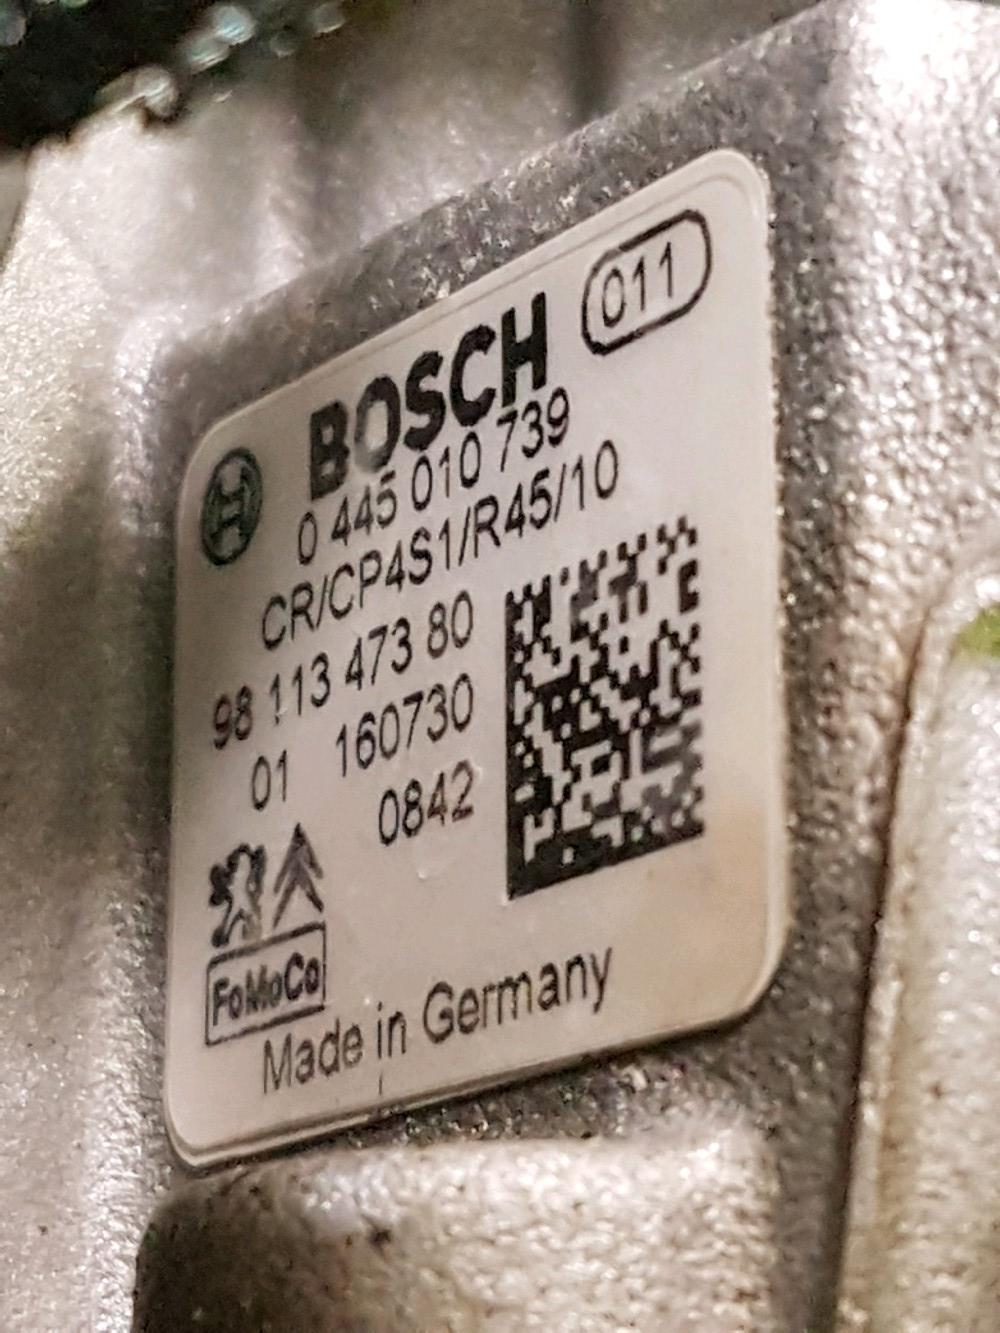 BOSCH 011
0 445 010 739
CR/CP4S1/R45/10
98 113 473 80
01 160730
0842
FoMoCo
Made in Germany